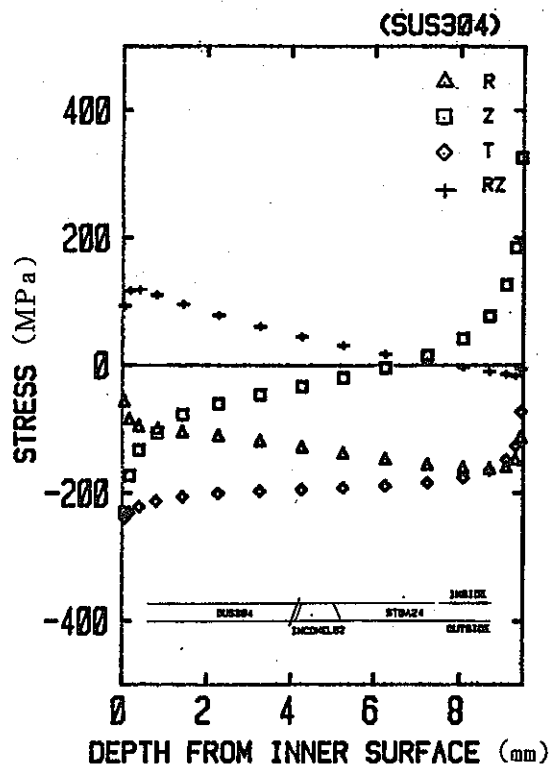 (SUS304)
R
Z
T
RZ
400
200
0
-200
-400
STRESS (MPa)
INSIDE
SUS304
STBA24
INCONEL82
OUTSIDE
0 2 4 6 8
DEPTH FROM INNER SURFACE (mm)